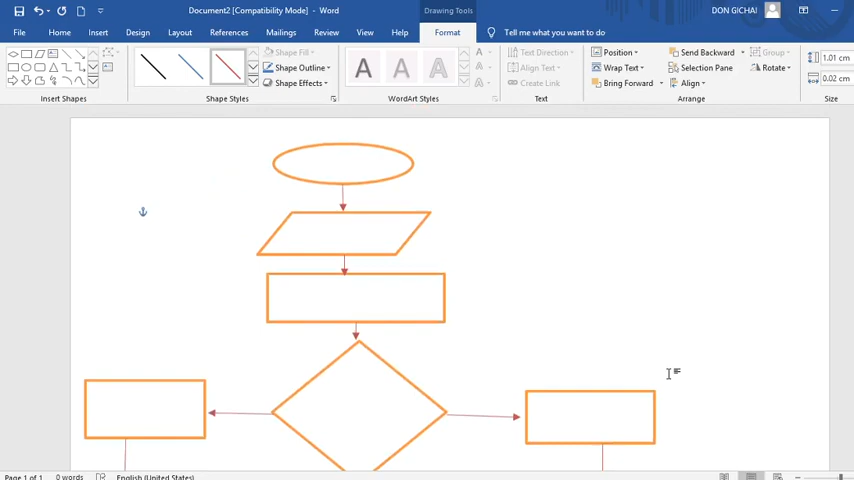 Document2 [Compatibility Mode] - Word
Drawing Tools
DON GICHAI
File Home Insert Design Layout References Mailings Review View Help Format Tell me what you want to do
Shape Fill
Shape Outline
Shape Effects
A A A
A
A
A
Text Direction
Align Text
Create Link
Position
Wrap Text
Bring Forward
Send Backward
Selection Pane
Align
Group
Rotate
1.01 cm
0.02 cm
Insert Shapes
Shape Styles
WordArt Styles
Text
Arrange
Size
Page 1 of 1 0 words English (United States)